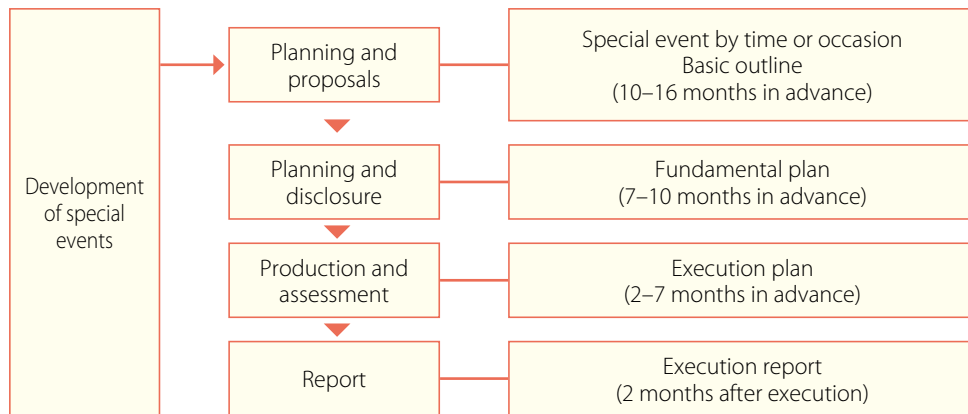 Development
of special
events
Planning and
proposals
Special event by time or occasion
Basic outline
(10–16 months in advance)
Planning and
disclosure
Fundamental plan
(7–10 months in advance)
Production and
assessment
Execution plan
(2–7 months in advance)
Report
Execution report
(2 months after execution)